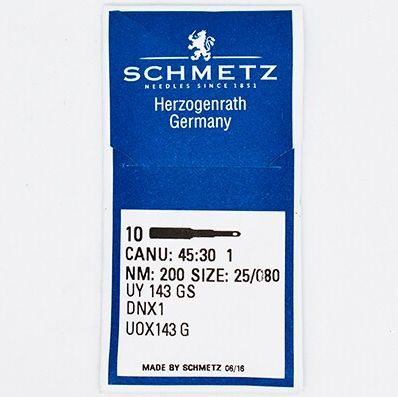 SCHMETZ
NEEDLES SINCE 1851
Herzogenrath
Germany
10
CANU: 45:30 1
NM: 200 SIZE: 25/080
UY 143 GS
DNX1
UOX143 G
MADE BY SCHMETZ 06/16